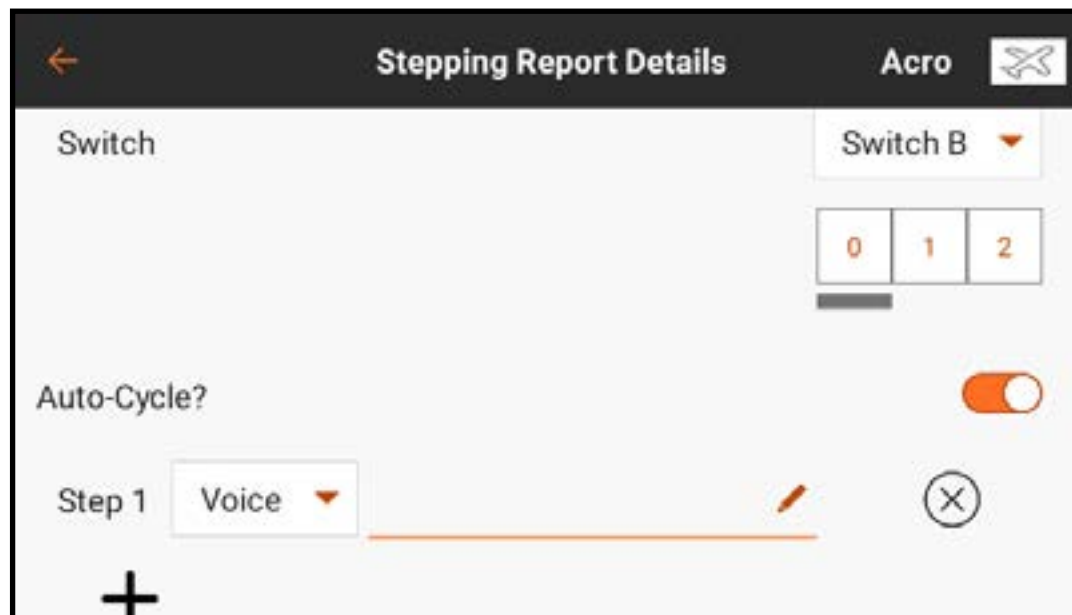 Stepping Report Details Acro
Switch Switch B
0 1 2
Auto-Cycle?
Step 1 Voice